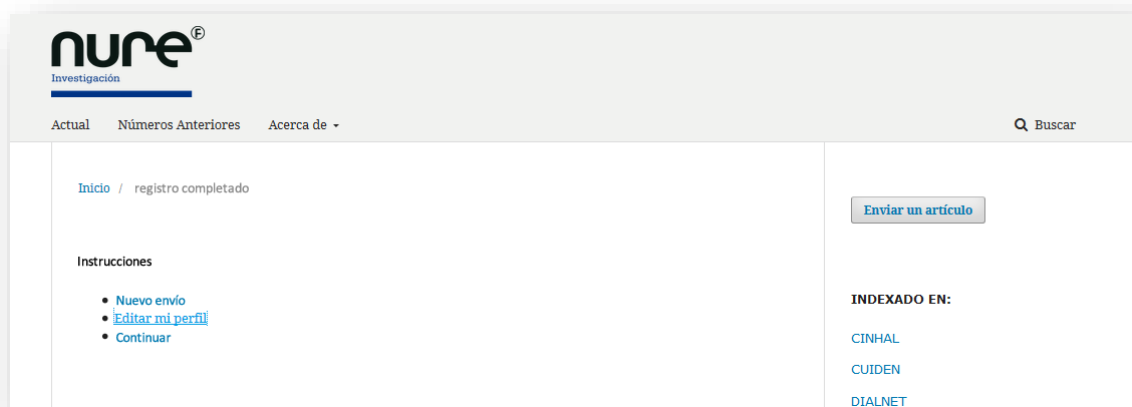 nure®
Investigación
Actual Números Anteriores Acerca de
Buscar
Inicio / registro completado
Enviar un artículo
Instrucciones
Nuevo envío
Editar mi perfil
Continuar
INDEXADO EN:
CINHAL
CUIDEN
DIALNET